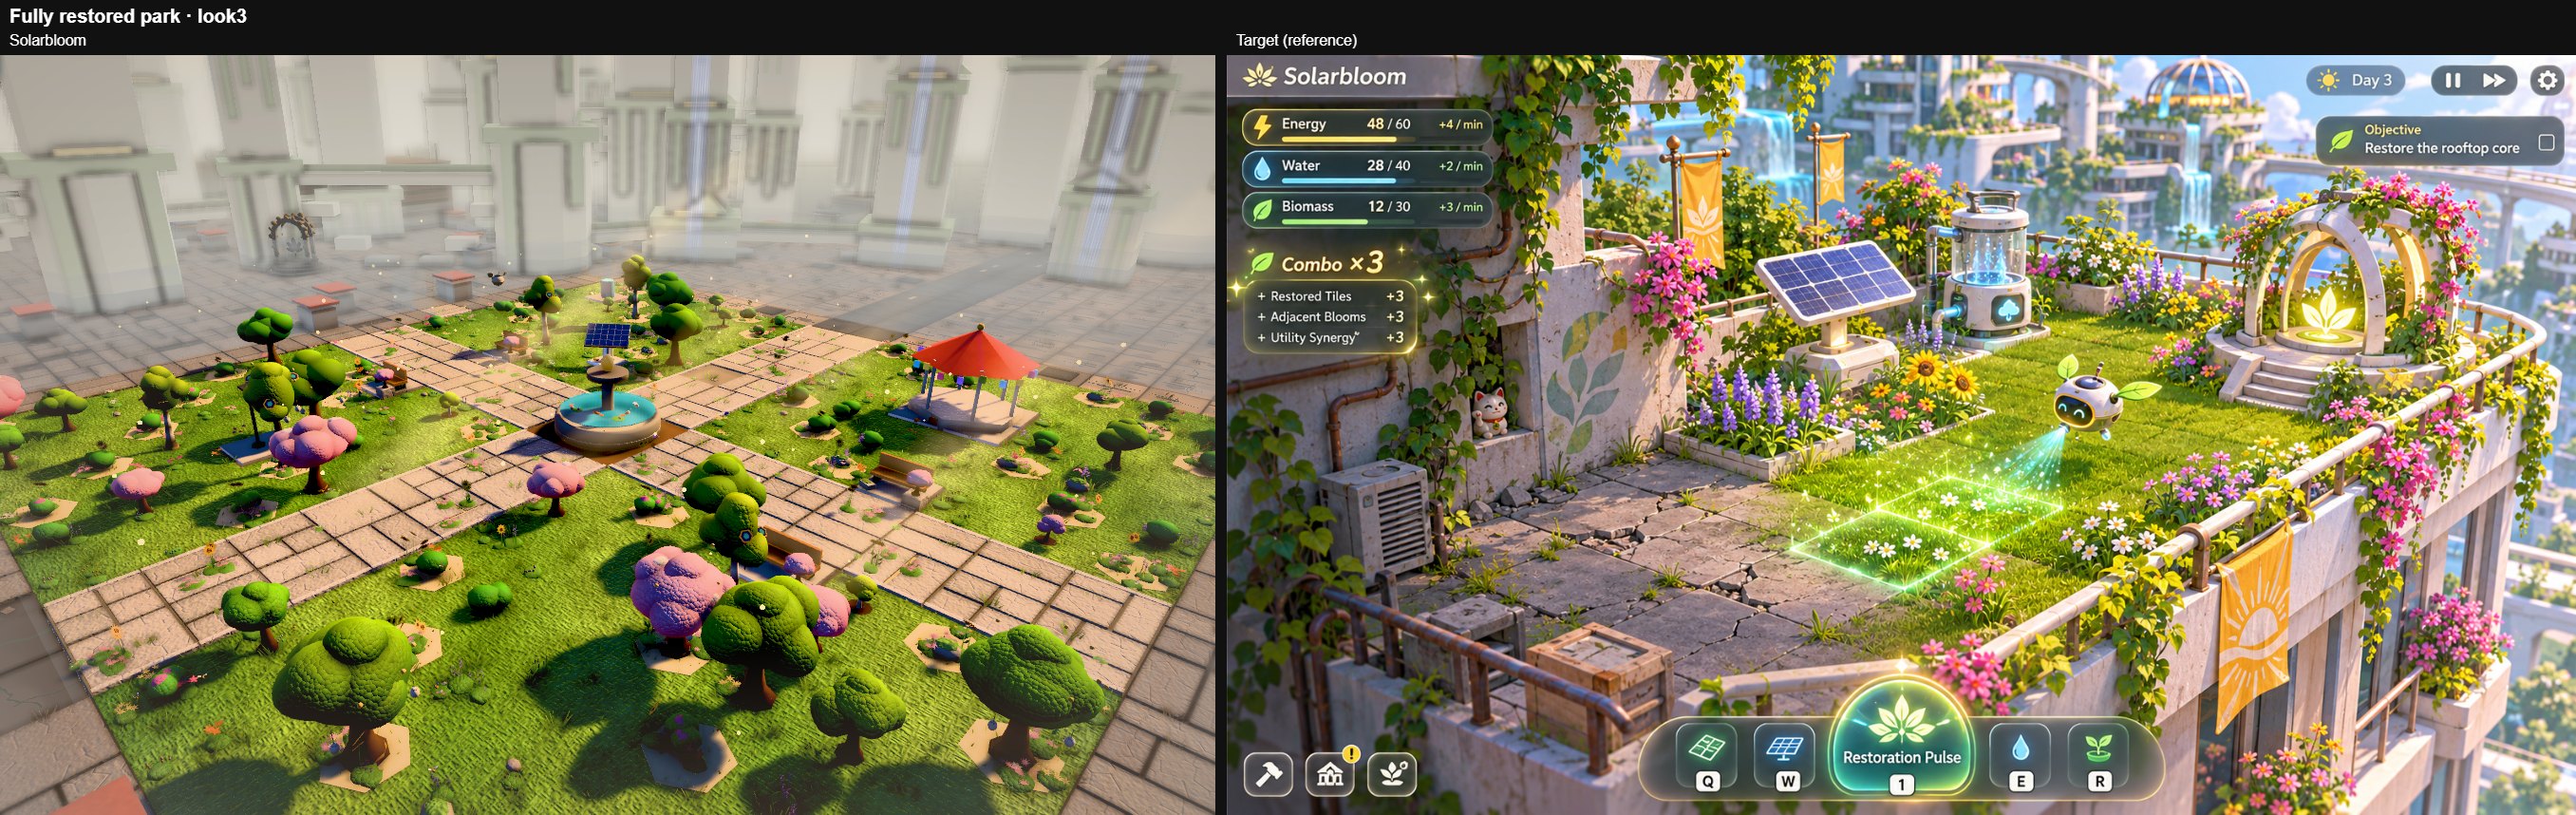 Fully restored park · look3
Solarbloom
Target (reference)
Solarbloom
Day 3
Energy 48 / 60 +4 / min
Water 28 / 40 +2 / min
Biomass 12 / 30 +3 / min
Objective
Restore the rooftop core
Combo ×3
+ Restored Tiles +3
+ Adjacent Blooms +3
+ Utility Synergy +3
!
Restoration Pulse
Q
W
1
E
R